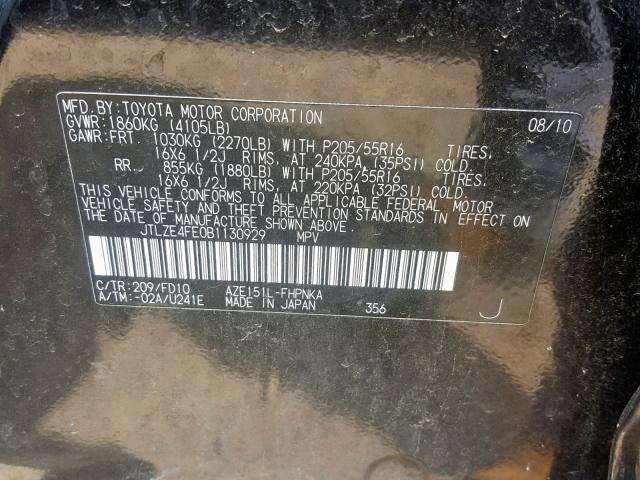 MFD.BY:TOYOTA MOTOR CORPORATION 08/10
GVWR:1860KG (4105LB)
GAWR:FRT. 1030KG (2270LB) WITH P205/55R16 TIRES,
16X6 1/2J RIMS, AT 240KPA (35PSI) COLD.
RR. 855KG (1880LB) WITH P205/55R16 TIRES,
16X6 1/2J RIMS, AT 220KPA (32PSI) COLD.
THIS VEHICLE CONFORMS TO ALL APPLICABLE FEDERAL MOTOR
VEHICLE SAFETY AND THEFT PREVENTION STANDARDS IN EFFECT ON
THE DATE OF MANUFACTURE SHOWN ABOVE.
JTLZE4FE0B1130929 MPV
C/TR:209/FD10 AZE151L-FHPNKA
A/TM:-02A/U241E MADE IN JAPAN 356 J